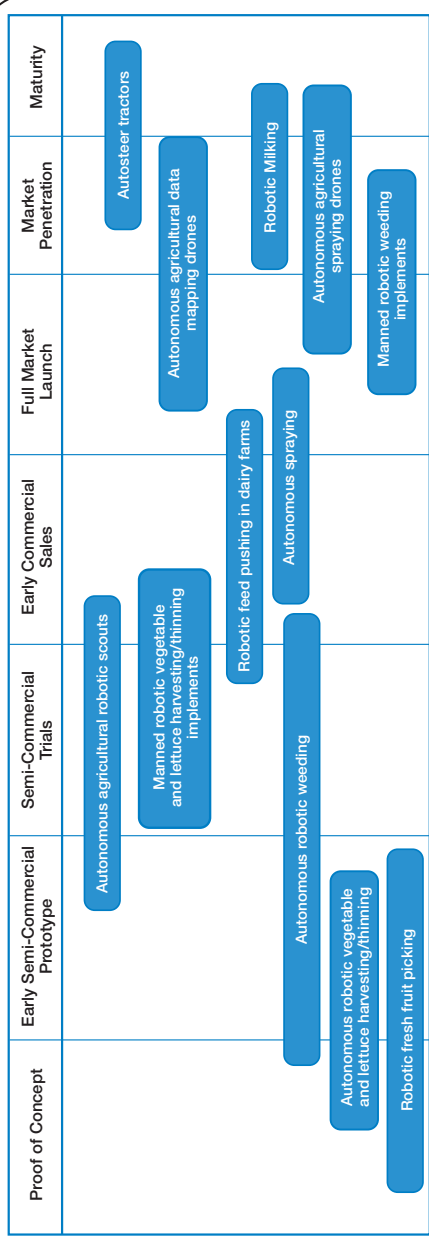 Proof of Concept
Early Semi-Commercial
Prototype
Semi-Commercial
Trials
Early Commercial
Sales
Full Market
Launch
Market
Penetration
Maturity
Autonomous agricultural robotic scouts
Autosteer tractors
Manned robotic vegetable
and lettuce harvesting/thinning
implements
Autonomous agricultural data
mapping drones
Robotic feed pushing in dairy farms
Robotic Milking
Autonomous robotic weeding
Autonomous spraying
Autonomous agricultural
spraying drones
Autonomous robotic vegetable
and lettuce harvesting/thinning
Manned robotic weeding
implements
Robotic fresh fruit picking